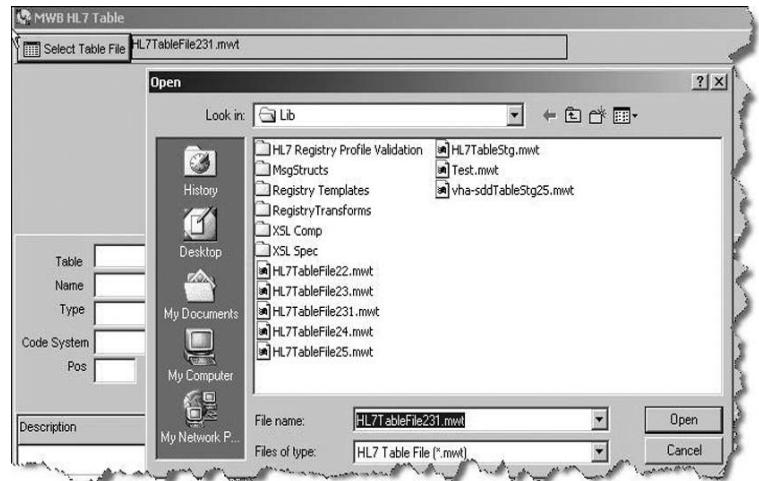 MWB HL7 Table
Select Table File HL7TableFile231.mwt
Open
Look in: Lib
History
Desktop
My Documents
My Computer
My Network P...
HL7 Registry Profile Validation
MsgStructs
Registry Templates
RegistryTransforms
XSL Comp
XSL Spec
HL7TableFile22.mwt
HL7TableFile23.mwt
HL7TableFile231.mwt
HL7TableFile24.mwt
HL7TableFile25.mwt
HL7TableStg.mwt
Test.mwt
vha-sddTableStg25.mwt
Table
Name
Type
Code System
Pos
Description
File name: HL7TableFile231.mwt Open
Files of type: HL7 Table File (*.mwt) Cancel